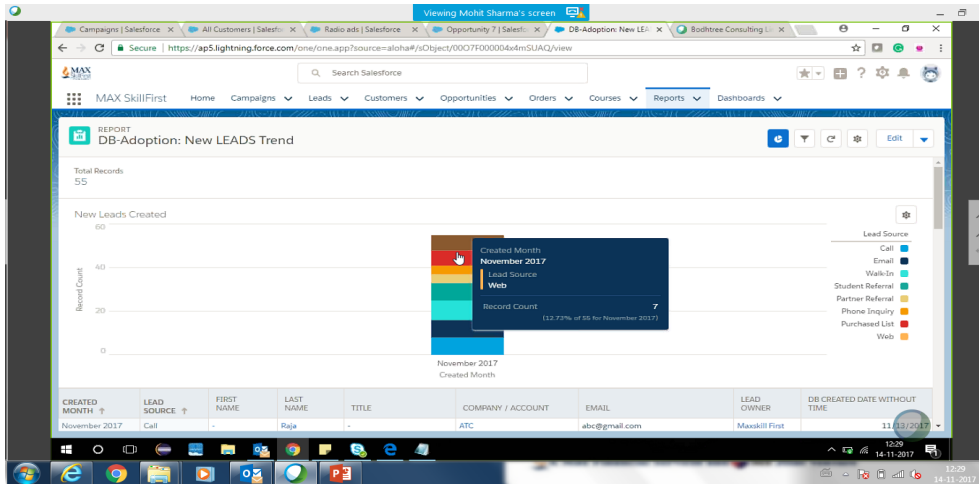 Viewing Mohit Sharma's screen
Campaigns | Salesforce
All Customers | Salesfor
Radio ads | Salesforce
Opportunity 7 | Salesfo
DB-Adoption: New LEA
Bodhtree Consulting Li
Secure | https://ap5.lightning.force.com/one/one.app?source=aloha#/sObject/00O7F000004x4mSUAQ/view
MAX
Search Salesforce
MAX SkillFirst Home Campaigns Leads Customers Opportunities Orders Courses Reports Dashboards
REPORT
DB-Adoption: New LEADS Trend
Edit
Total Records
55
New Leads Created
60
40
20
0
Record Count
November 2017
Created Month
Created Month
November 2017
Lead Source
Web
Record Count 7
(12.73% of 55 for November 2017)
Lead Source
Call
Email
Walk-In
Student Referral
Partner Referral
Phone Inquiry
Purchased List
Web
CREATED MONTH LEAD SOURCE FIRST NAME LAST NAME TITLE COMPANY / ACCOUNT EMAIL LEAD OWNER DB CREATED DATE WITHOUT TIME
November 2017 Call - Raja - ATC abc@gmail.com Maxskill First 11/13/2017
12:29
14-11-2017
12:29
14-11-2017